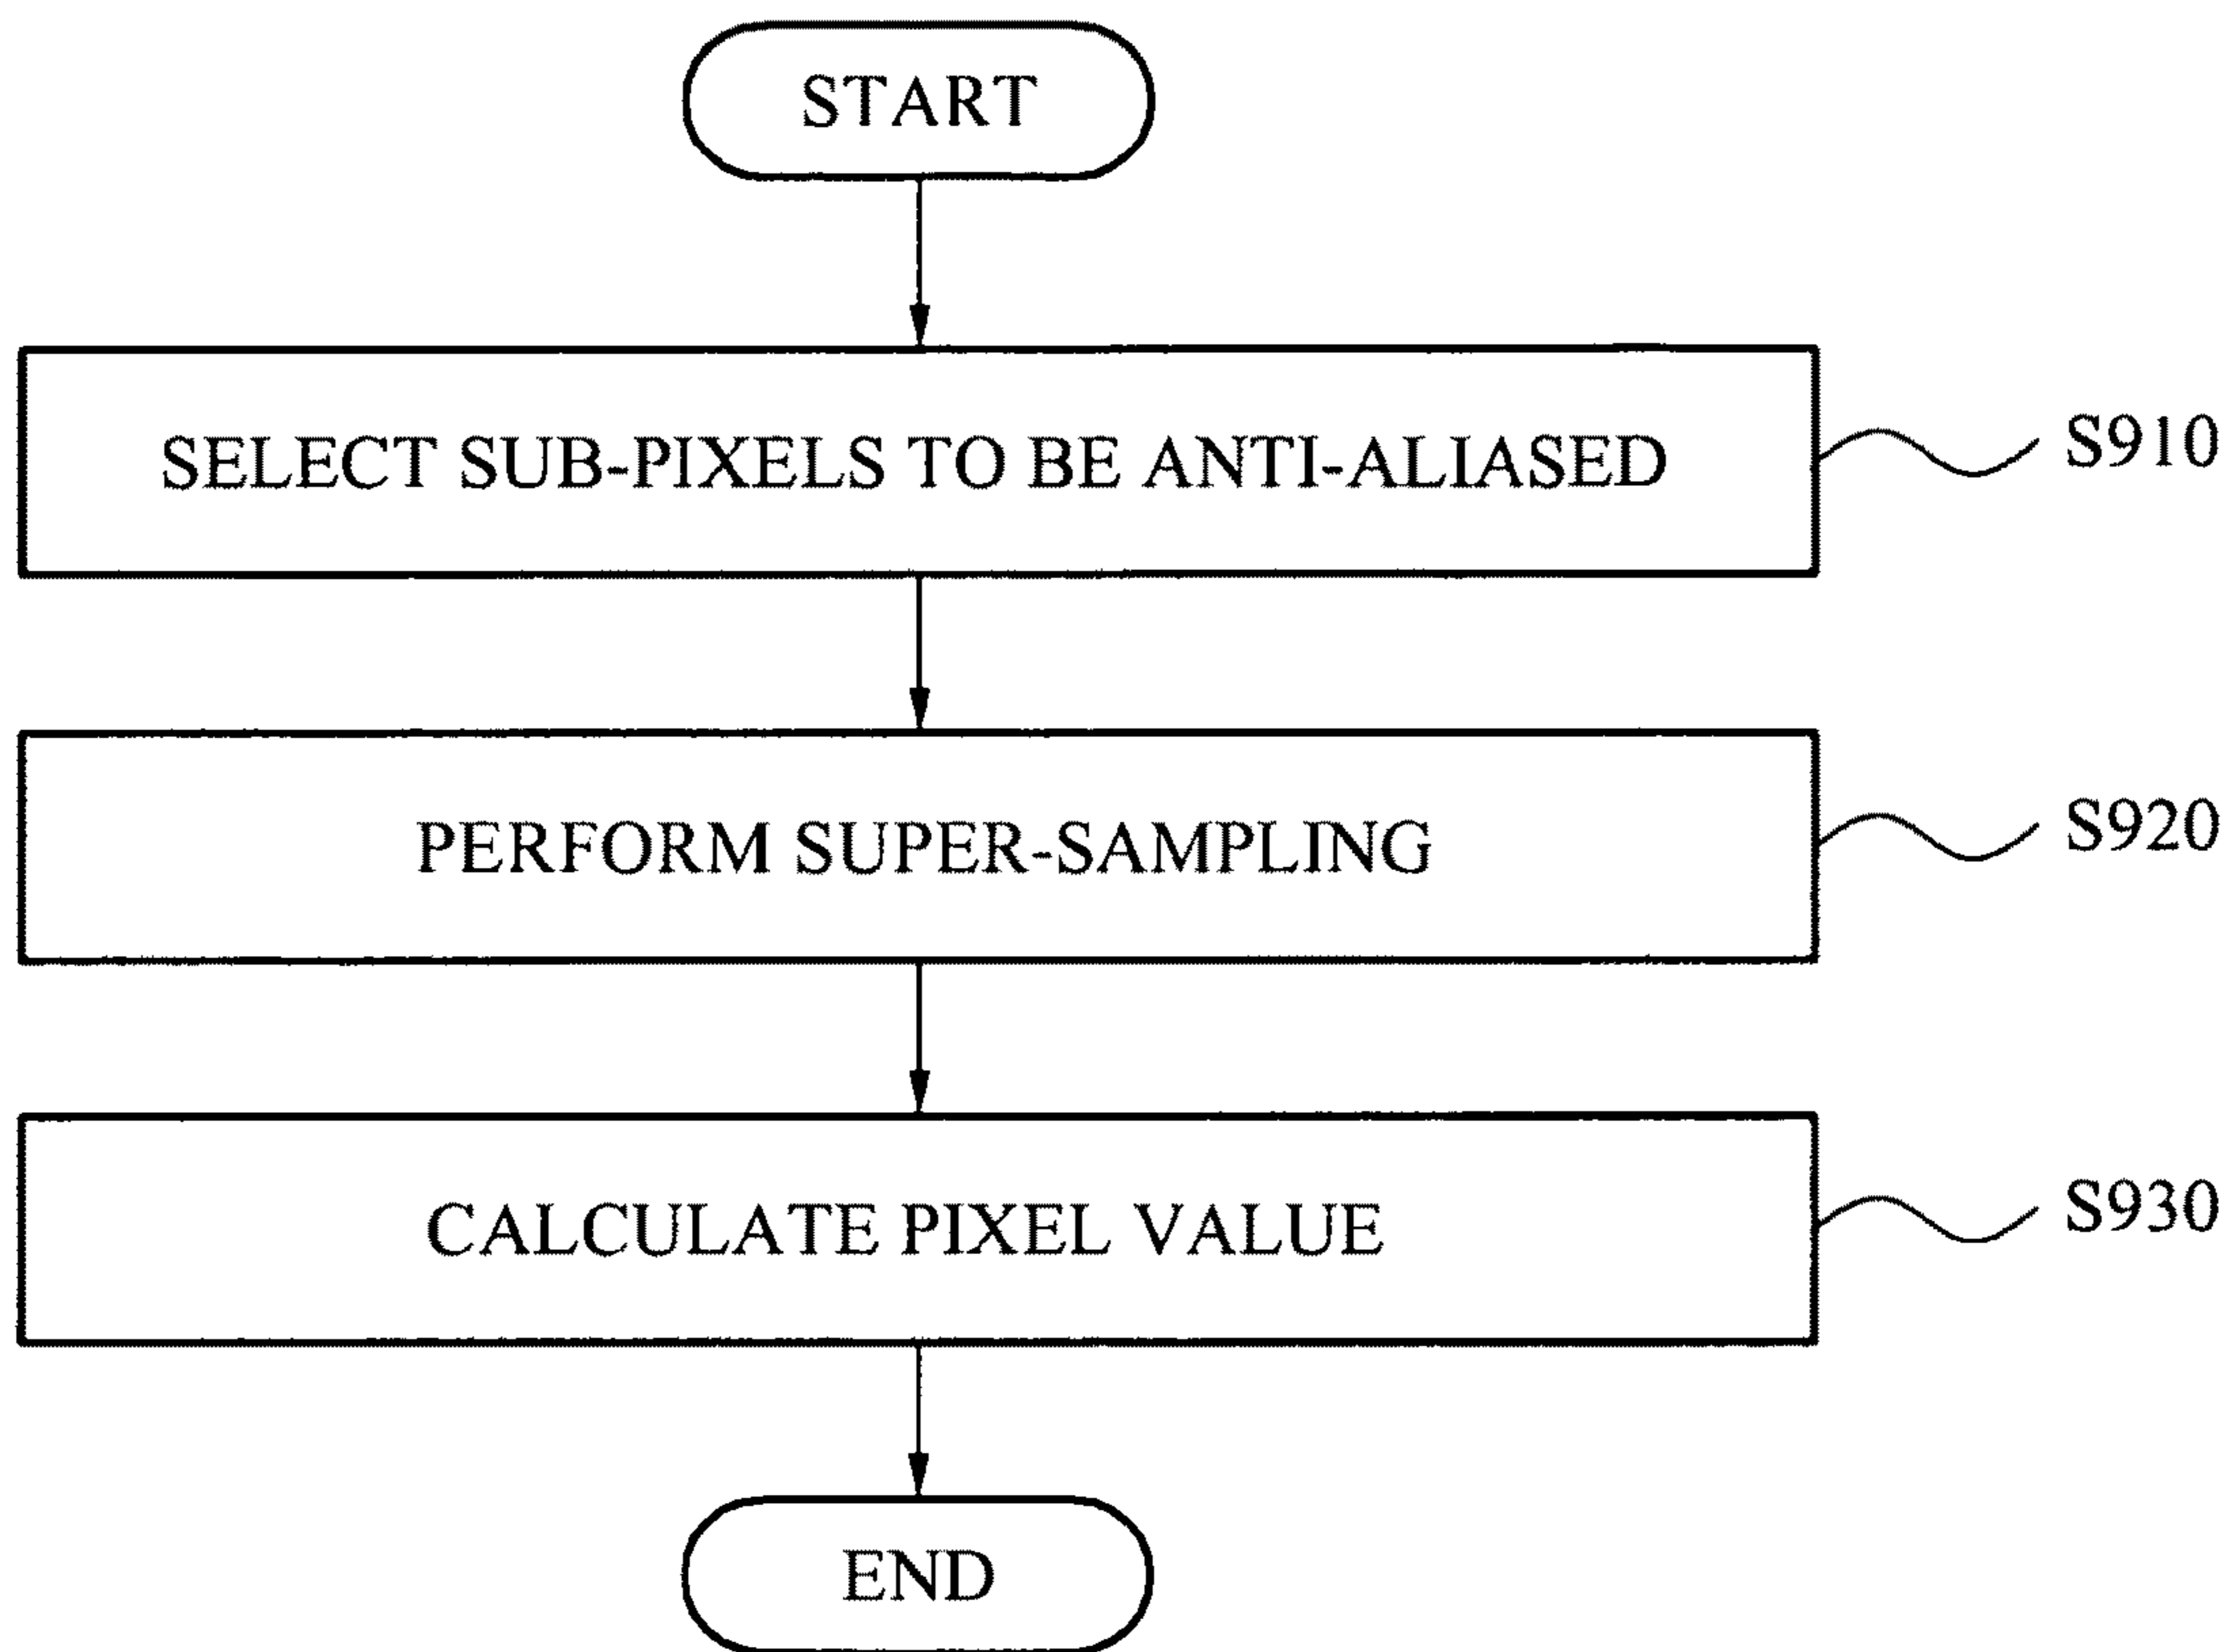 START
SELECT SUB-PIXELS TO BE ANTI-ALIASED
S910
PERFORM SUPER-SAMPLING
S920
CALCULATE PIXEL VALUE
S930
END